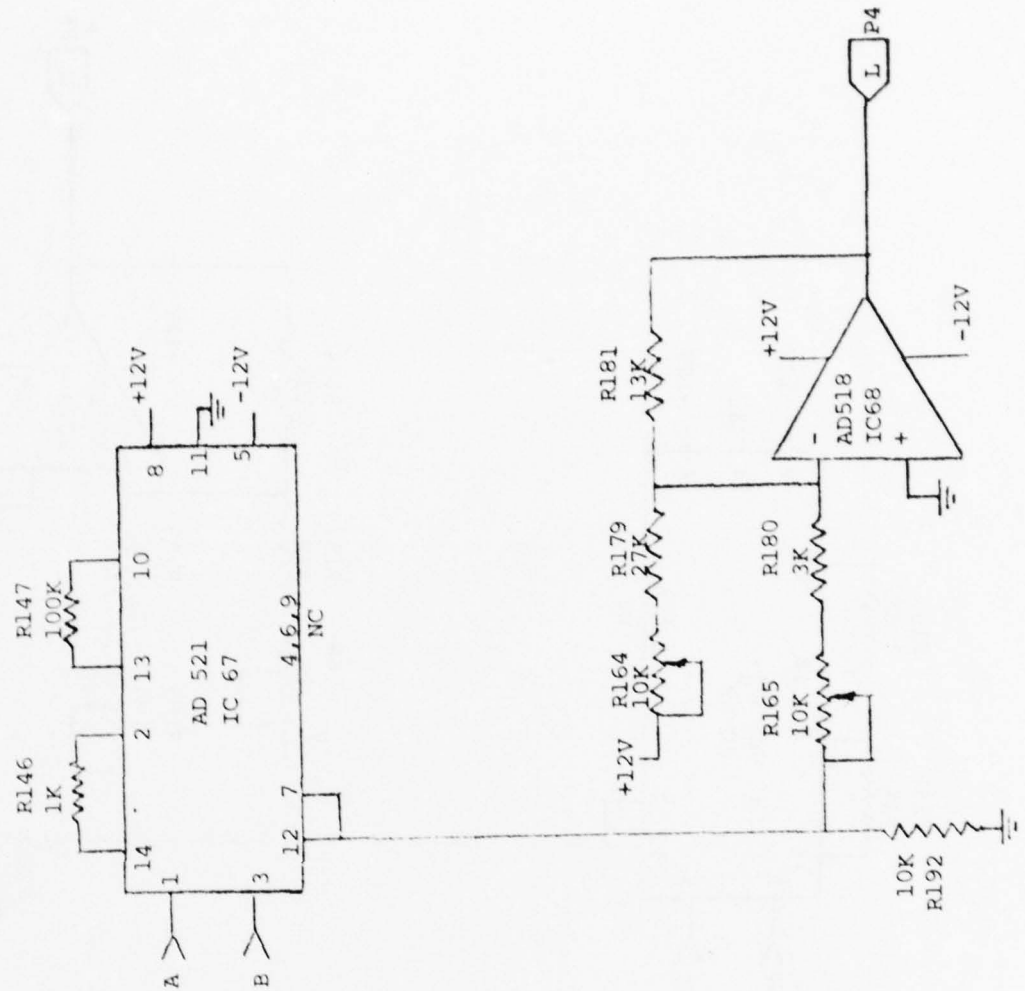 R146
1K
R147
100K
14
2
13
10
1
3
A
B
AD 521
IC 67
8
11
5
+12V
-12V
12
7
4,6,9
NC
+12V
R164
10K
R179
27K
R181
13K
R165
10K
R180
3K
10K
R192
-
AD518
IC68
+
+12V
-12V
L
P4